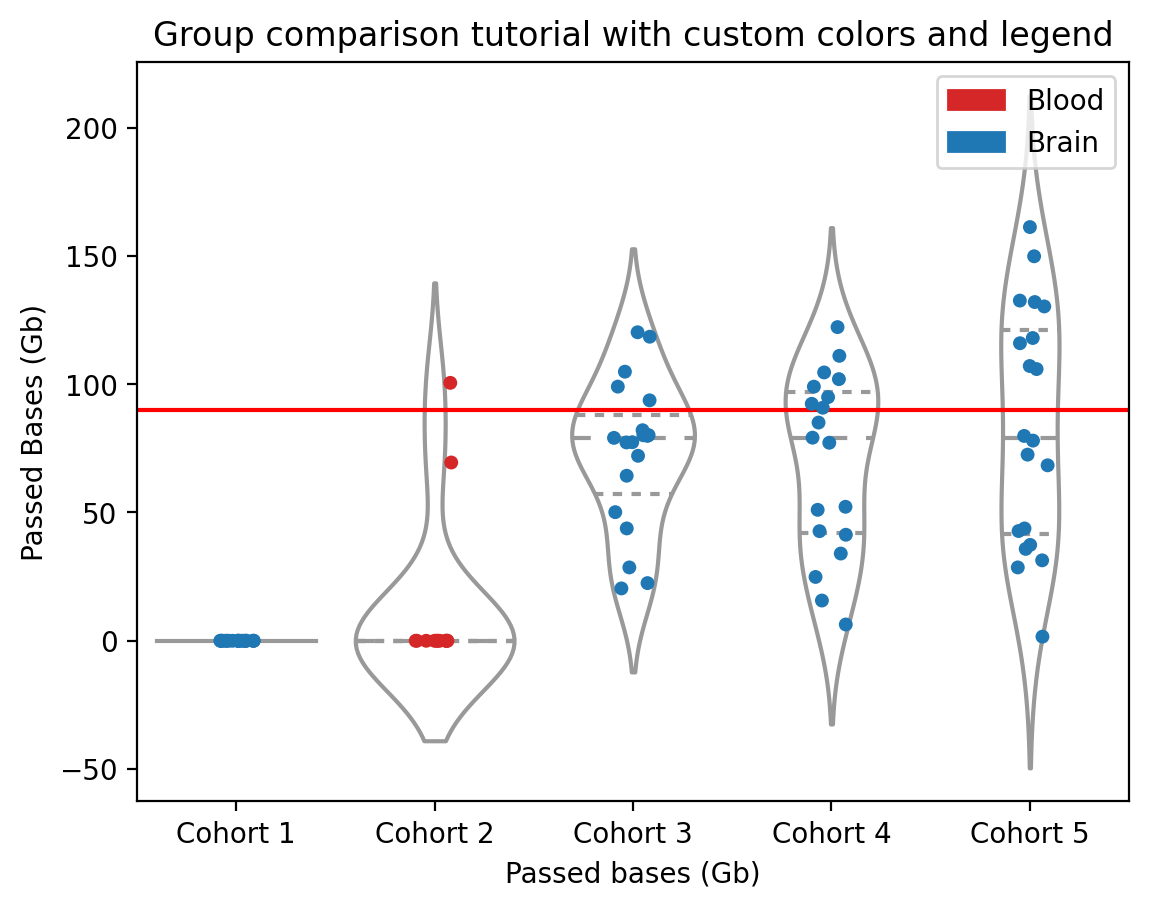 Group comparison tutorial with custom colors and legend
Blood
Brain
200
150
100
50
0
−50
Passed Bases (Gb)
Cohort 1
Cohort 2
Cohort 3
Cohort 4
Cohort 5
Passed bases (Gb)